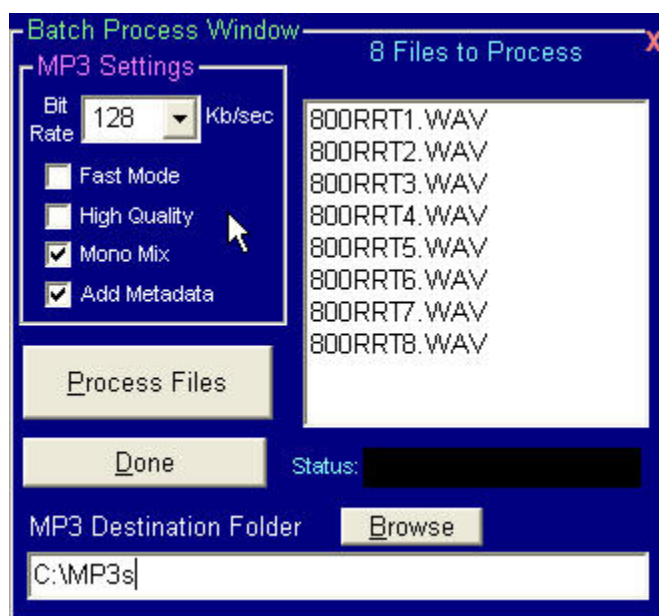 Batch Process Window
8 Files to Process
X
MP3 Settings
Bit Rate
128
Kb/sec
Fast Mode
High Quality
Mono Mix
Add Metadata
800RRT1.WAV
800RRT2.WAV
800RRT3.WAV
800RRT4.WAV
800RRT5.WAV
800RRT6.WAV
800RRT7.WAV
800RRT8.WAV
Process Files
Done
Status:
MP3 Destination Folder
Browse
C:\MP3s